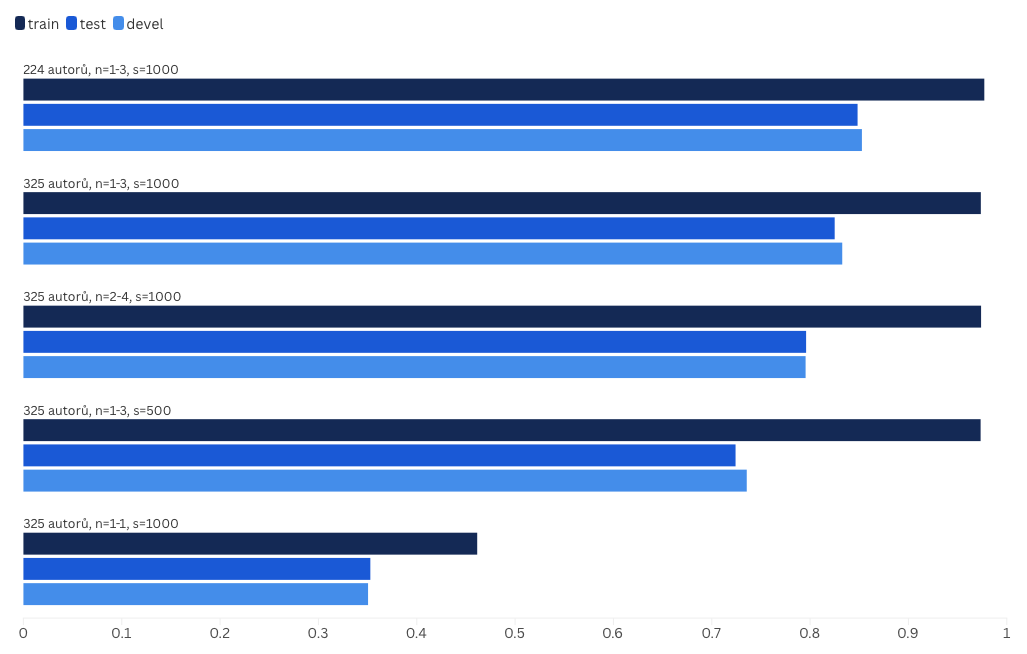 train test devel
224 autorů, n=1-3, s=1000
325 autorů, n=1-3, s=1000
325 autorů, n=2-4, s=1000
325 autorů, n=1-3, s=500
325 autorů, n=1-1, s=1000
0 0.1 0.2 0.3 0.4 0.5 0.6 0.7 0.8 0.9 1